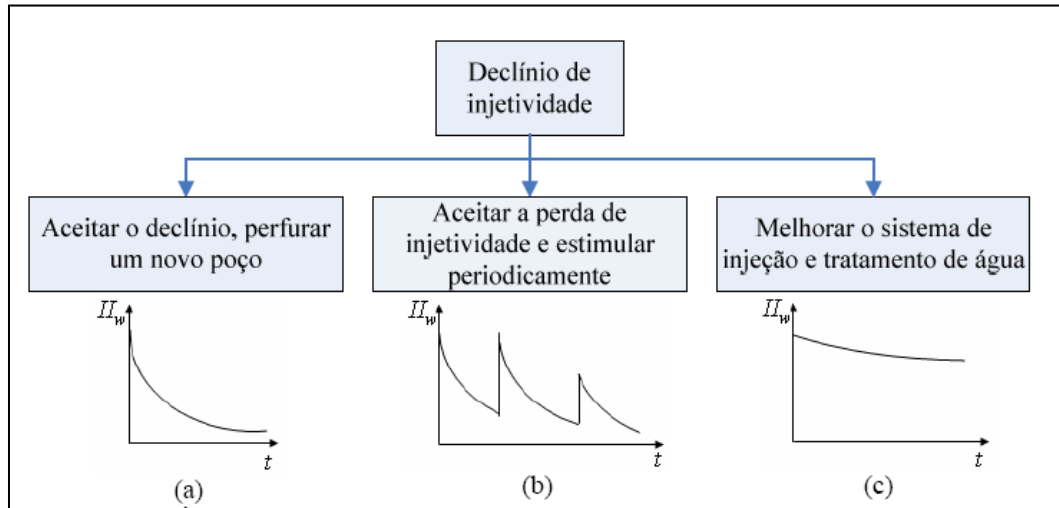 Declínio de
injetividade
Aceitar o declínio, perfurar
um novo poço
Aceitar a perda de
injetividade e estimular
periodicamente
Melhorar o sistema de
injeção e tratamento de água
II_w
t
(a)
II_w
t
(b)
II_w
t
(c)